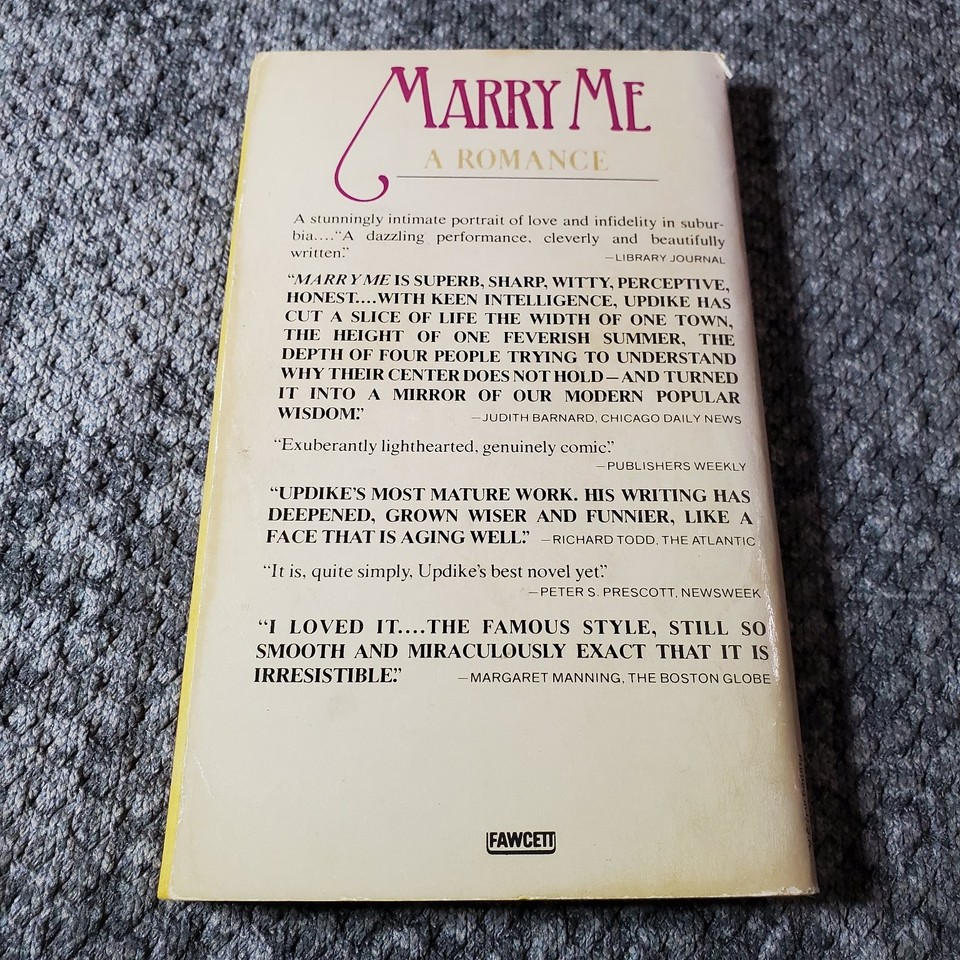 MARRY ME
A ROMANCE
A stunningly intimate portrait of love and infidelity in subur-
bia...."A dazzling performance, cleverly and beautifully
written."
—LIBRARY JOURNAL
"MARRY ME IS SUPERB, SHARP, WITTY, PERCEPTIVE,
HONEST....WITH KEEN INTELLIGENCE, UPDIKE HAS
CUT A SLICE OF LIFE THE WIDTH OF ONE TOWN,
THE HEIGHT OF ONE FEVERISH SUMMER, THE
DEPTH OF FOUR PEOPLE TRYING TO UNDERSTAND
WHY THEIR CENTER DOES NOT HOLD—AND TURNED
IT INTO A MIRROR OF OUR MODERN POPULAR
WISDOM."
—JUDITH BARNARD, CHICAGO DAILY NEWS
"Exuberantly lighthearted, genuinely comic."
—PUBLISHERS WEEKLY
"UPDIKE'S MOST MATURE WORK. HIS WRITING HAS
DEEPENED, GROWN WISER AND FUNNIER, LIKE A
FACE THAT IS AGING WELL." —RICHARD TODD, THE ATLANTIC
"It is, quite simply, Updike's best novel yet."
—PETER S. PRESCOTT, NEWSWEEK
"I LOVED IT....THE FAMOUS STYLE, STILL SO
SMOOTH AND MIRACULOUSLY EXACT THAT IT IS
IRRESISTIBLE."
—MARGARET MANNING, THE BOSTON GLOBE
FAWCETT